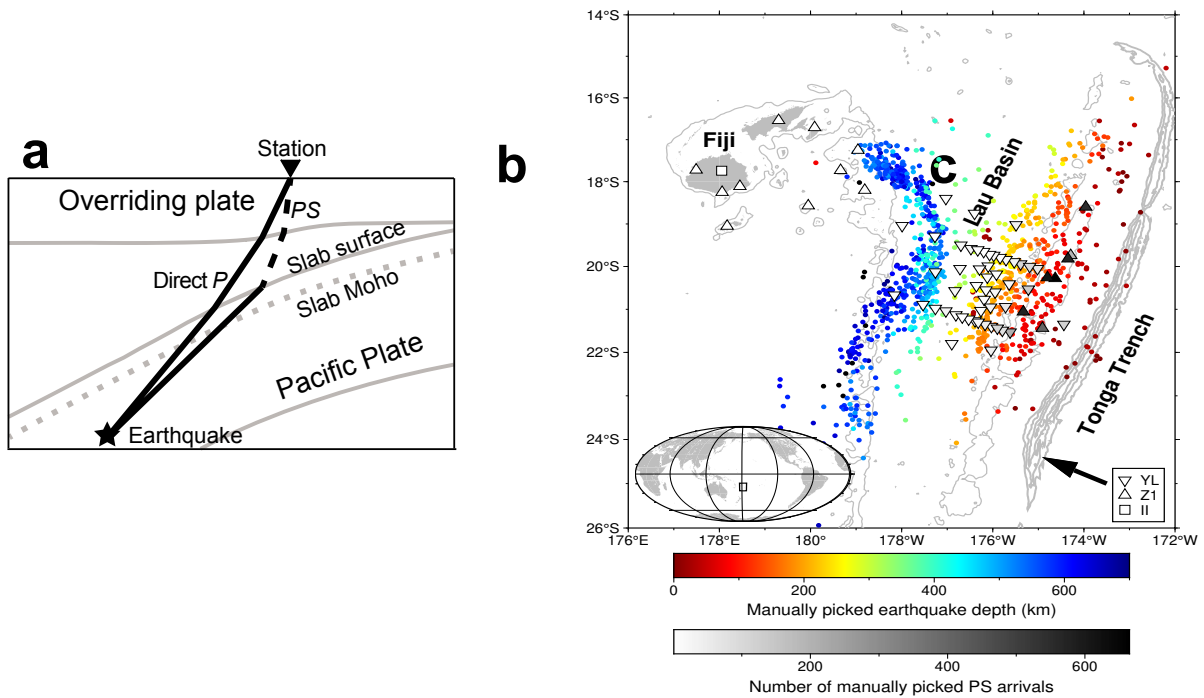 a
Station
Overriding plate
PS
Slab surface
Direct P
Slab Moho
Pacific Plate
Earthquake
b
14°S
16°S
18°S
20°S
22°S
24°S
26°S
Fiji
C
Lau Basin
Tonga Trench
YL
Z1
II
176°E 178°E 180° 178°W 176°W 174°W 172°W
0 200 400 600
Manually picked earthquake depth (km)
200 400 600
Number of manually picked PS arrivals